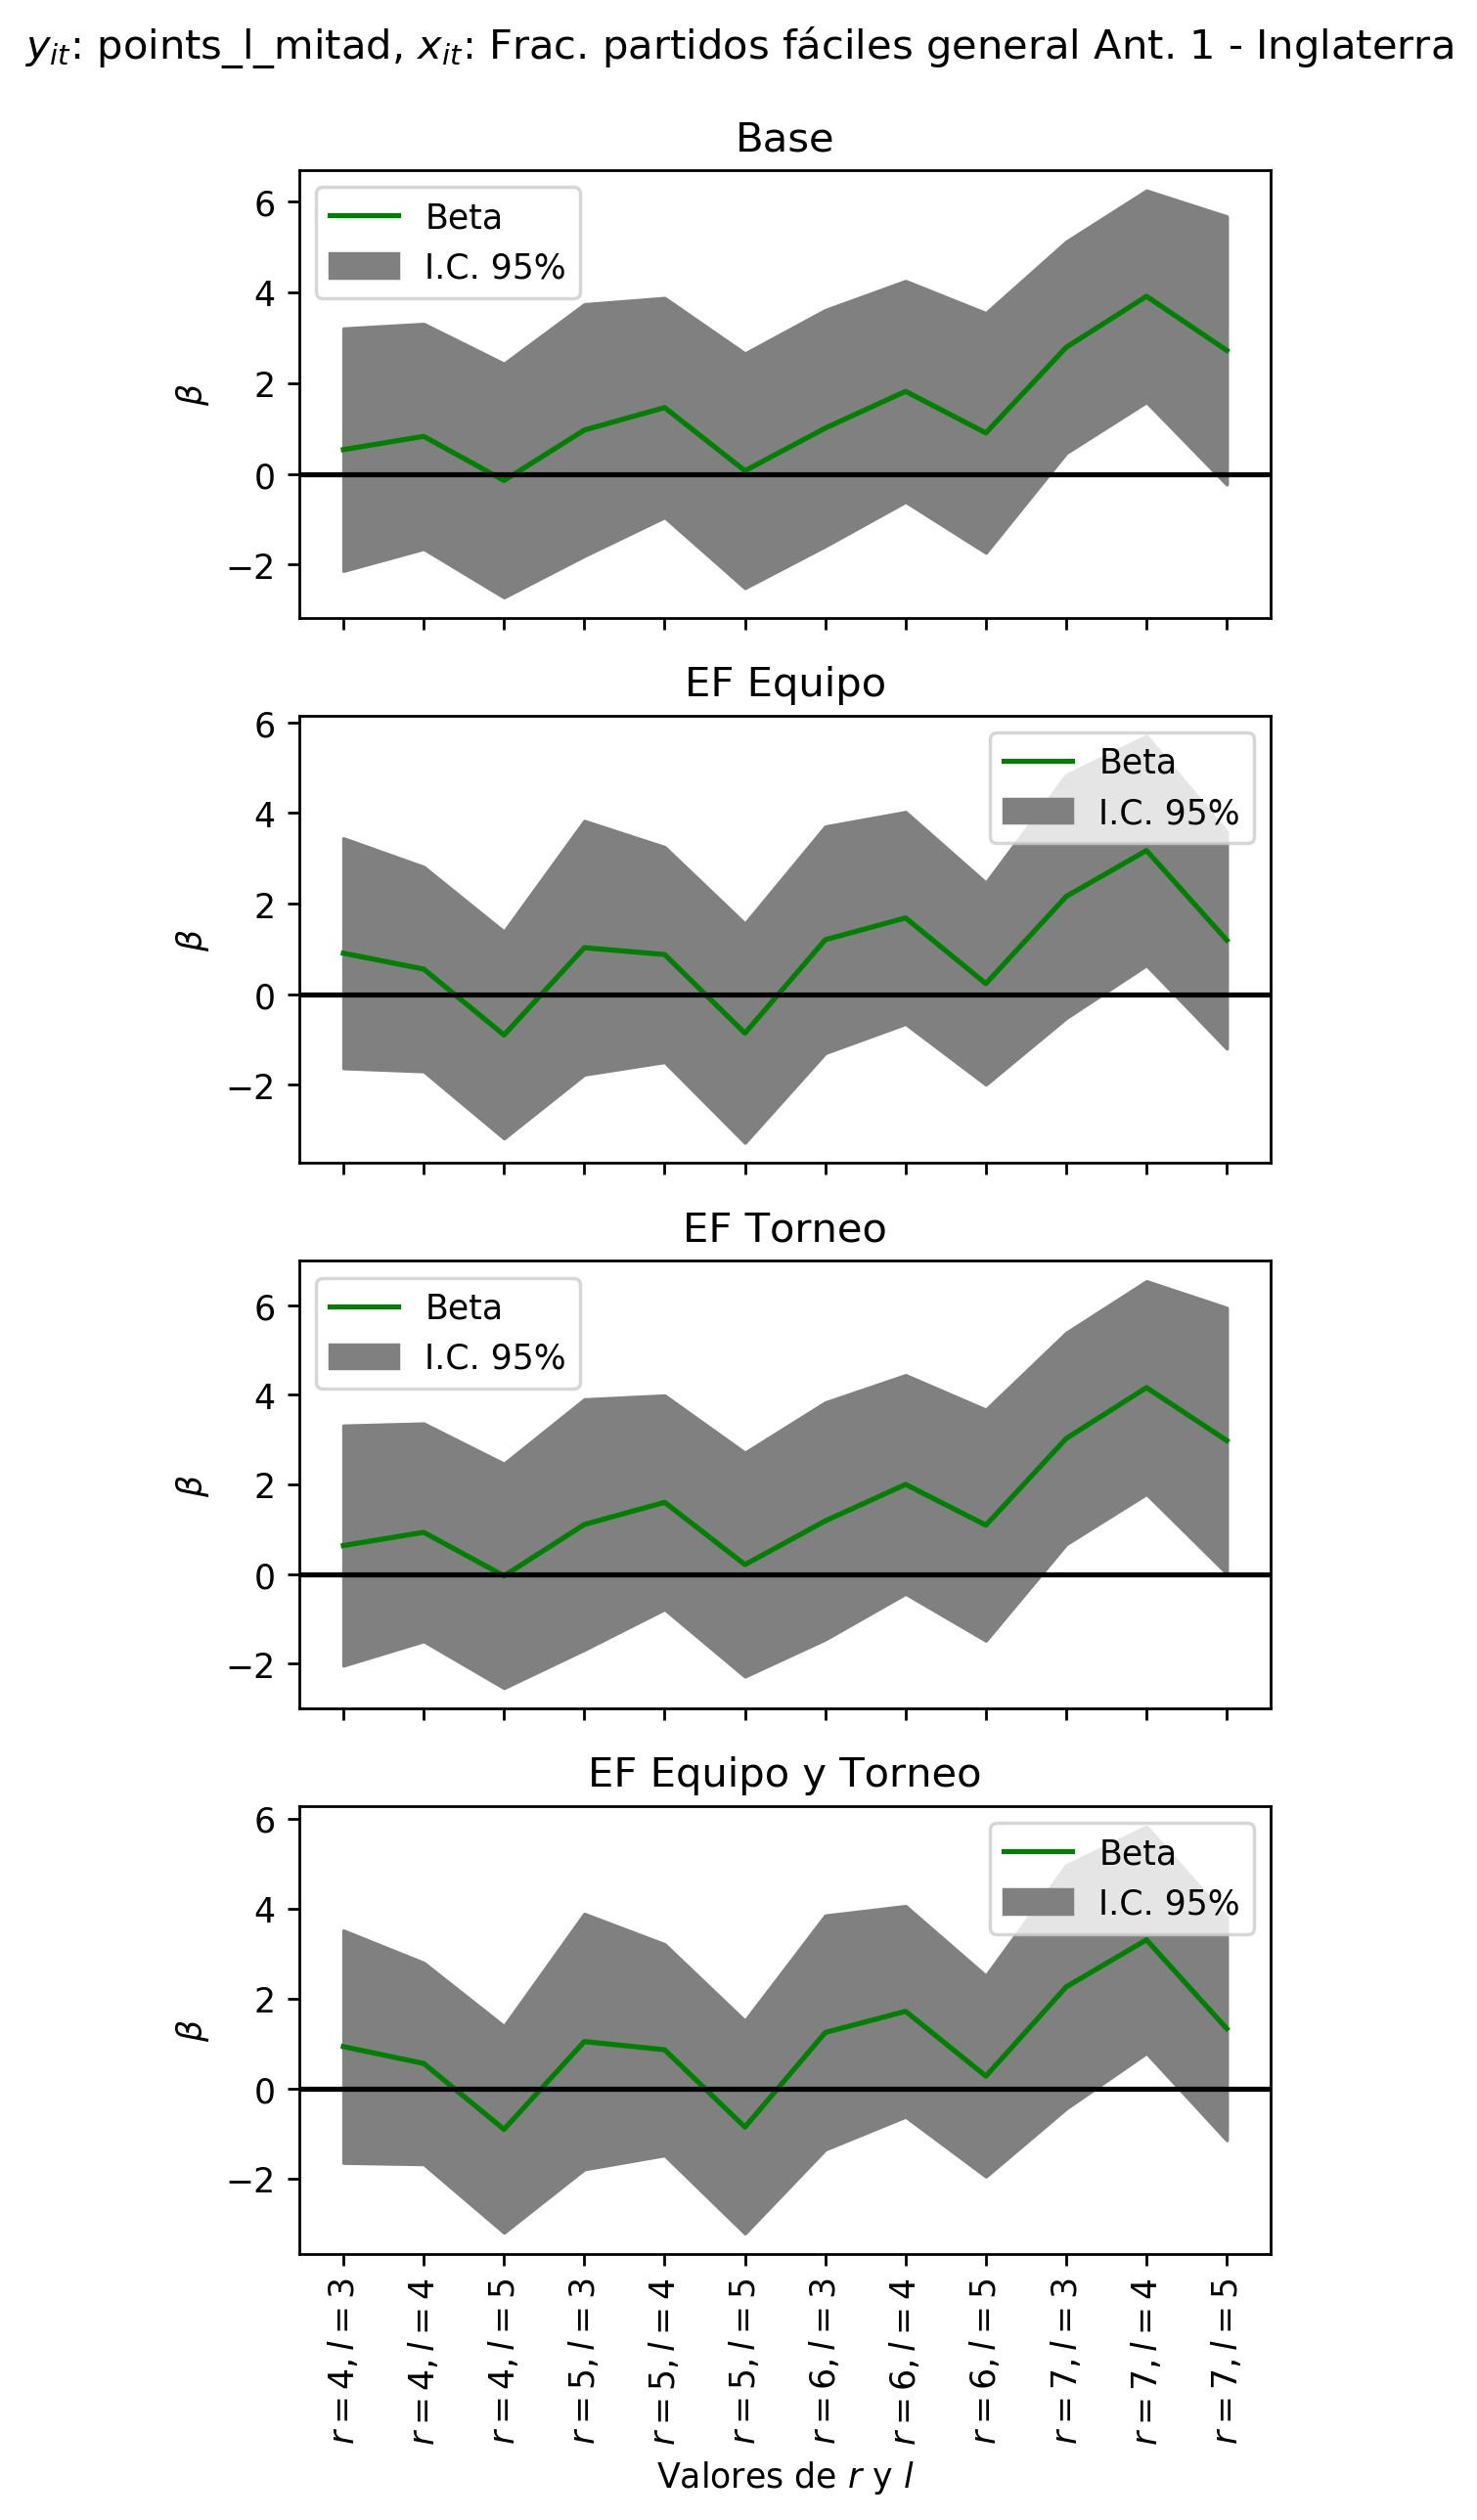 y_it: points_l_mitad, x_it: Frac. partidos fáciles general Ant. 1 - Inglaterra
Base
Beta
I.C. 95%
6
4
2
0
−2
β
EF Equipo
Beta
I.C. 95%
6
4
2
0
−2
β
EF Torneo
Beta
I.C. 95%
6
4
2
0
−2
β
EF Equipo y Torneo
Beta
I.C. 95%
6
4
2
0
−2
β
r = 4, l = 3
r = 4, l = 4
r = 4, l = 5
r = 5, l = 3
r = 5, l = 4
r = 5, l = 5
r = 6, l = 3
r = 6, l = 4
r = 6, l = 5
r = 7, l = 3
r = 7, l = 4
r = 7, l = 5
Valores de r y l